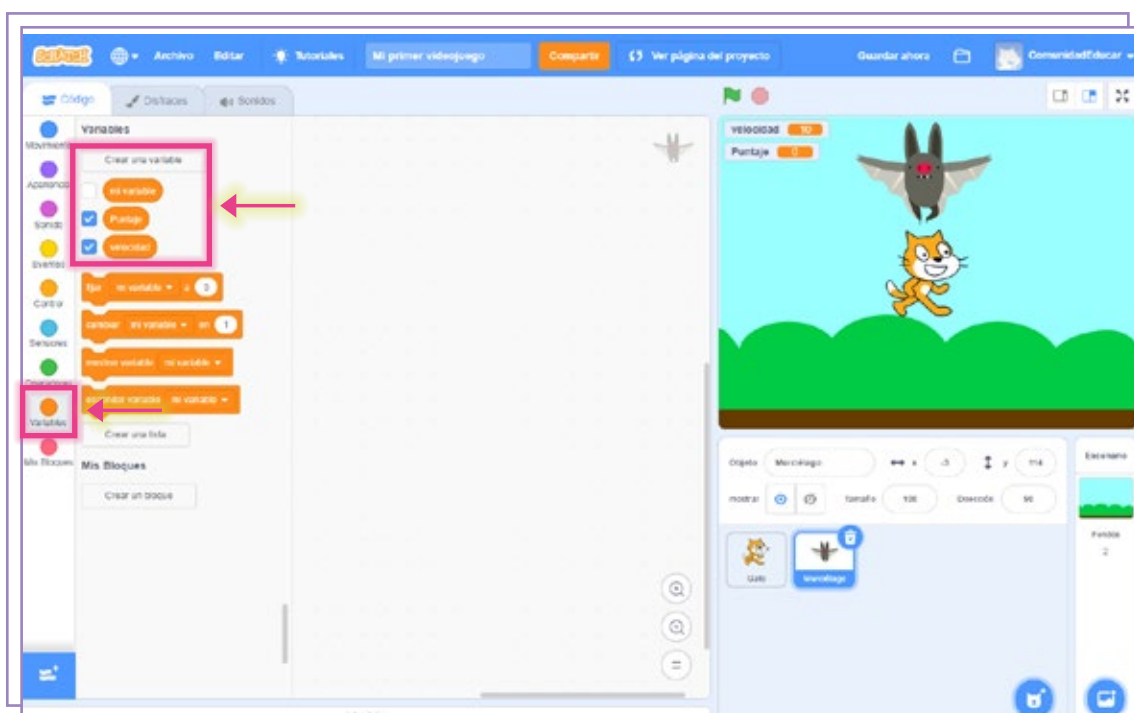 SCRATCH
Archivo Editar Tutoriales Mi primer videojuego Compartir Ver página del proyecto Guardar ahora ComunidadEducar
Código Disfraces Sonidos
Variables
Crear una variable
mi variable
Puntaje
velocidad
fijar mi variable a 0
cambiar mi variable en 1
mostrar variable mi variable
esconder variable mi variable
Crear una lista
Mis Bloques
Crear un bloque
Movimiento
Apariencia
Sonido
Eventos
Control
Sensores
Operadores
Variables
Mis Bloques
velocidad 10
Puntaje 0
Objeto Murciélago x y 114
mostrar Tamaño 100 Dirección 90
Gato
Murciélago
Escenario
Fondos
2